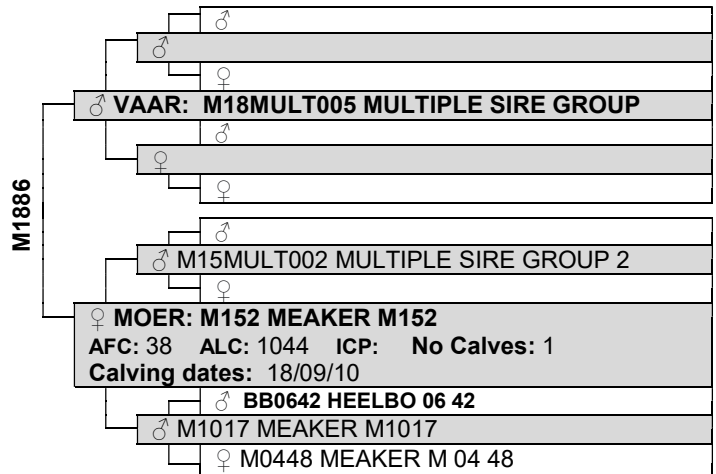 ♂
♂
♀
♂ VAAR: M18MULT005 MULTIPLE SIRE GROUP
♂
♀
♀
M1886
♂
♂ M15MULT002 MULTIPLE SIRE GROUP 2
♀
♀ MOER: M152 MEAKER M152
AFC: 38 ALC: 1044 ICP: No Calves: 1
Calving dates: 18/09/10
♂ BB0642 HEELBO 06 42
♂ M1017 MEAKER M1017
♀ M0448 MEAKER M 04 48